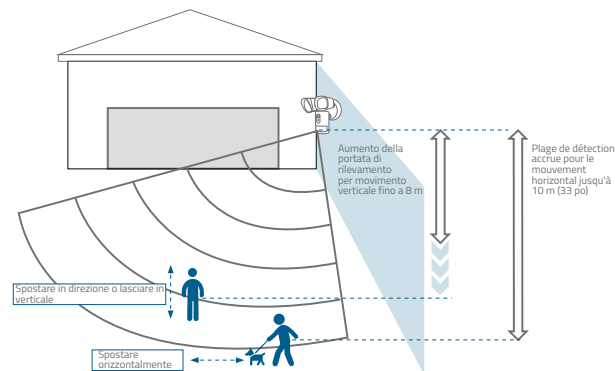 Aumento della
portata di
rilevamento
per movimento
verticale fino a 8 m
Plage de détection
accrue pour le
mouvement
horizontal jusqu'à
10 m (33 po)
Spostare in direzione o lasciare in
verticale
Spostare
orizzontalmente